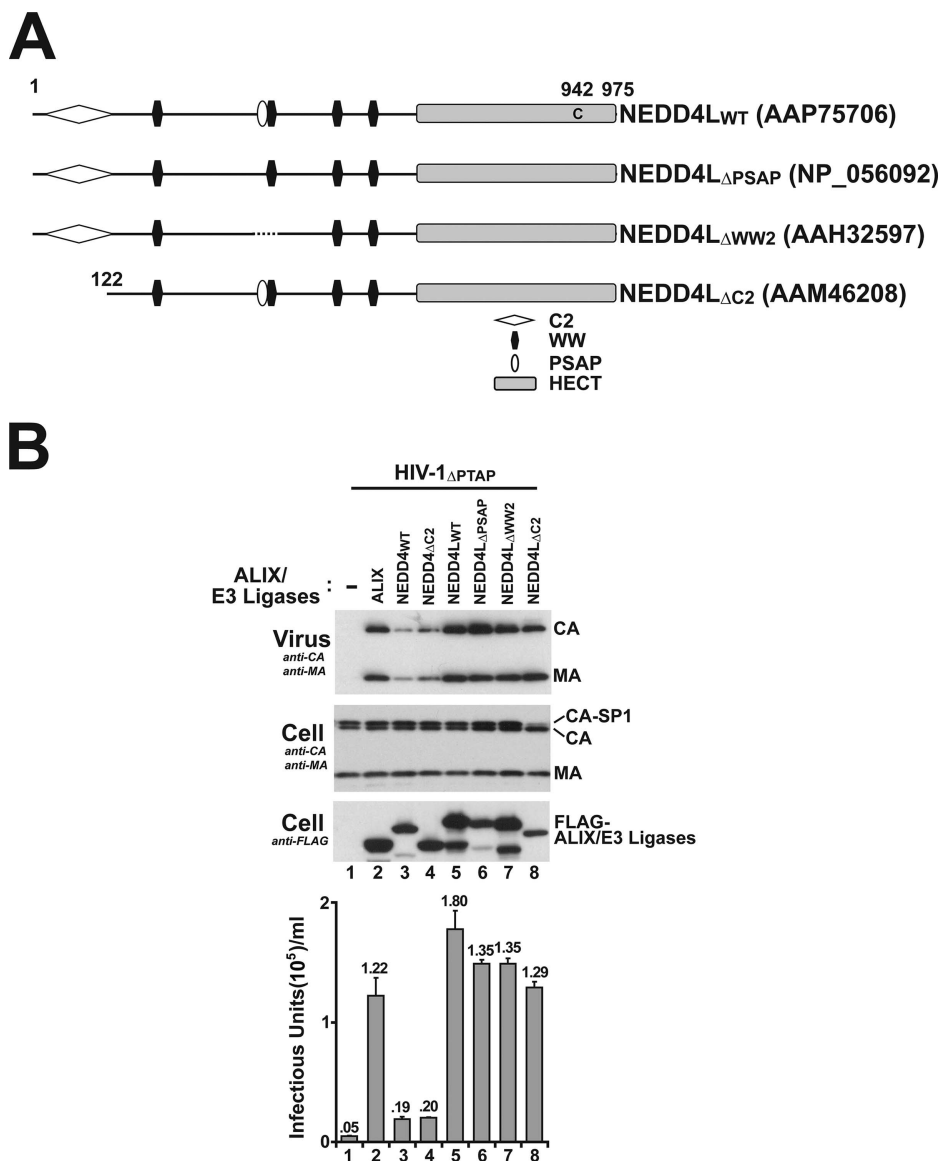 A
1
942 975
C
NEDD4LWT (AAP75706)
NEDD4LΔPSAP (NP_056092)
NEDD4LΔWW2 (AAH32597)
122
NEDD4LΔC2 (AAM46208)
C2
WW
PSAP
HECT
B
HIV-1ΔPTAP
ALIX/
E3 Ligases :
–
ALIX
NEDD4WT
NEDD4ΔC2
NEDD4LWT
NEDD4LΔPSAP
NEDD4LΔWW2
NEDD4LΔC2
Virus
anti-CA
anti-MA
CA
MA
Cell
anti-CA
anti-MA
CA-SP1
CA
MA
Cell
anti-FLAG
FLAG-
ALIX/E3 Ligases
1 2 3 4 5 6 7 8
Infectious Units(10⁵)/ml
2
1
0
.05
1.22
.19
.20
1.80
1.35
1.35
1.29
1 2 3 4 5 6 7 8